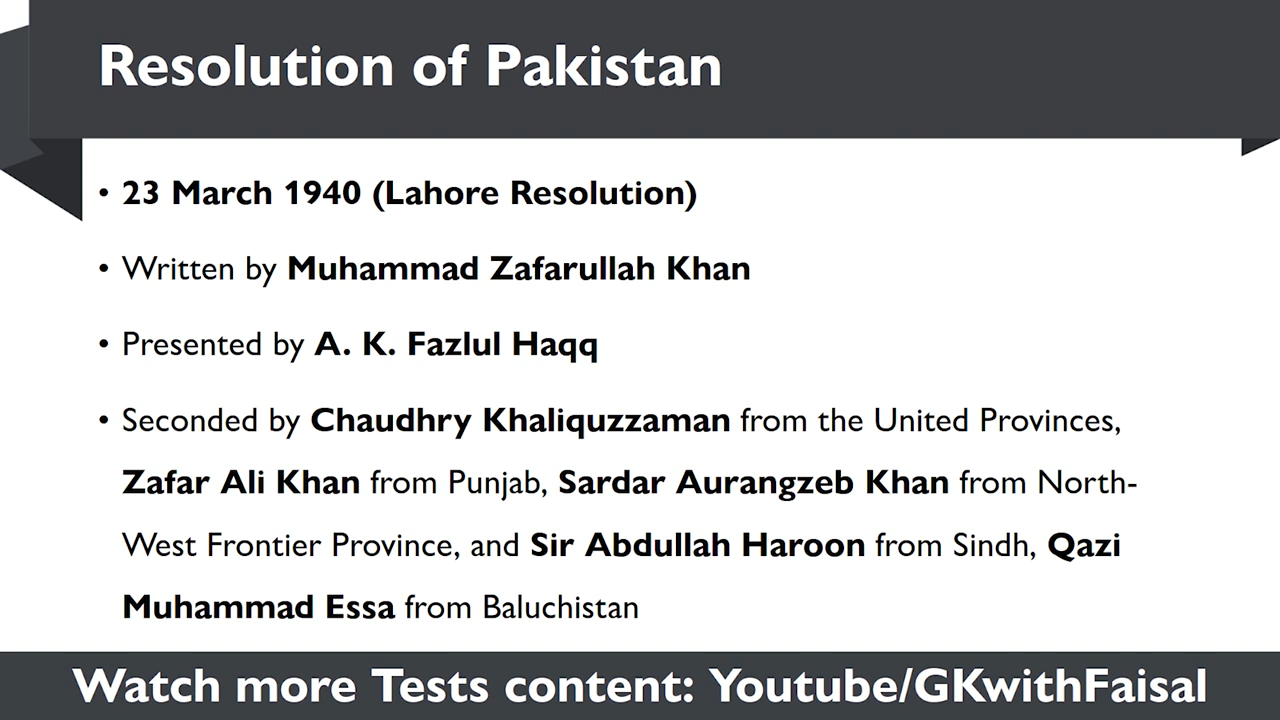 Resolution of Pakistan
• 23 March 1940 (Lahore Resolution)
• Written by Muhammad Zafarullah Khan
• Presented by A. K. Fazlul Haqq
• Seconded by Chaudhry Khaliquzzaman from the United Provinces,
Zafar Ali Khan from Punjab, Sardar Aurangzeb Khan from North-
West Frontier Province, and Sir Abdullah Haroon from Sindh, Qazi
Muhammad Essa from Baluchistan
Watch more Tests content: Youtube/GKwithFaisal